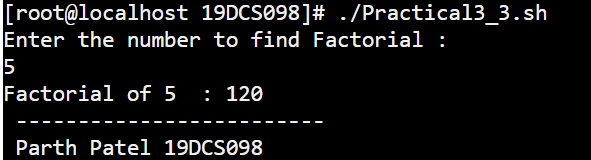 [root@localhost 19DCS098]# ./Practical3_3.sh
Enter the number to find Factorial :
5
Factorial of 5  : 120
 --------------------------
 Parth Patel 19DCS098